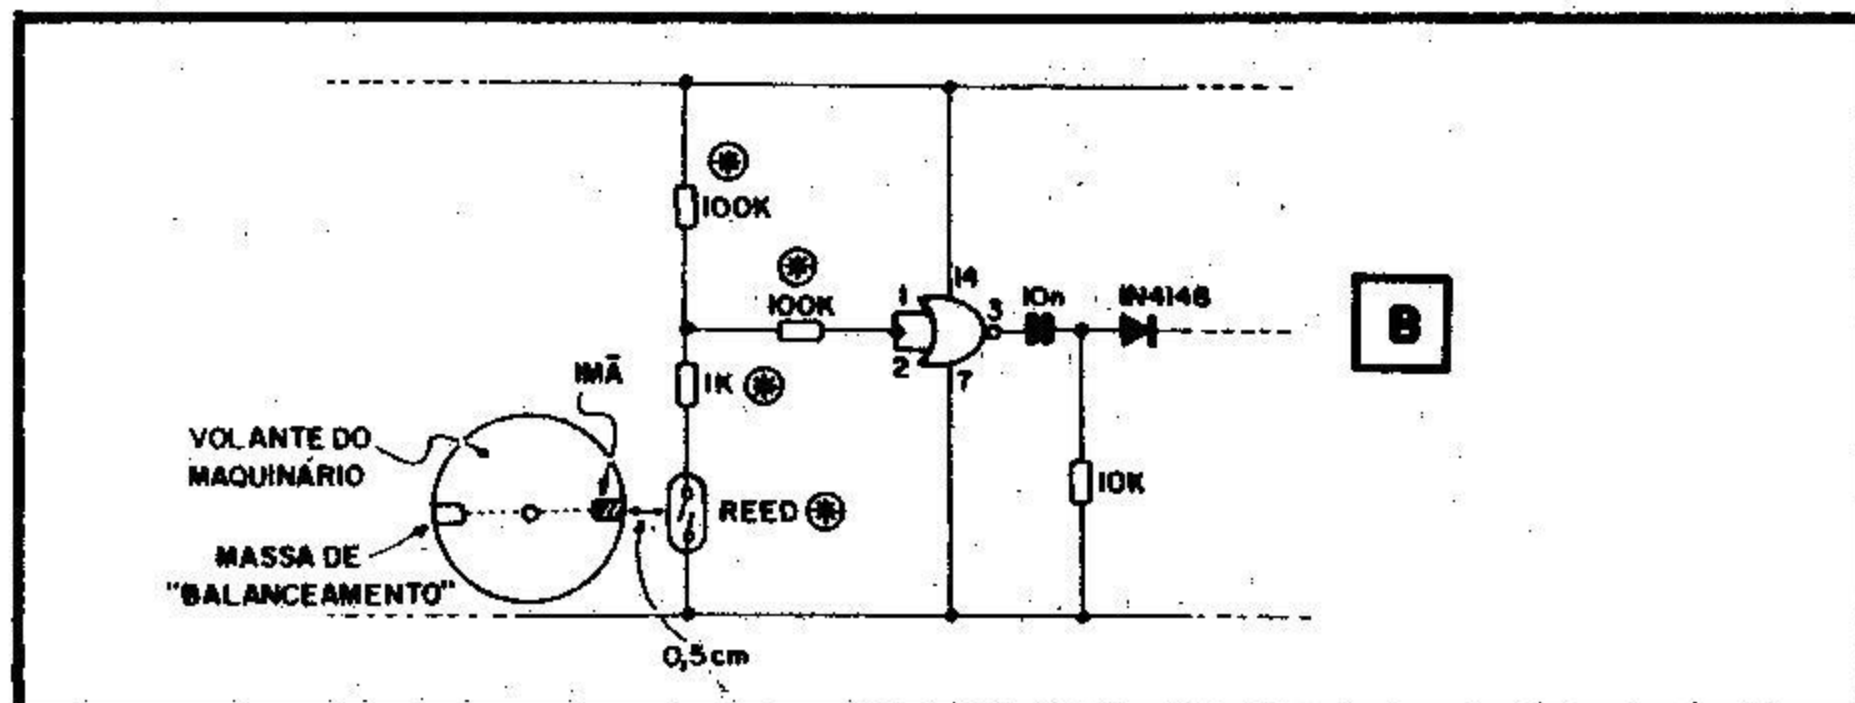 100K
100K
1
14
3
10n
1N4148
B
2
7
1K
IMÃ
VOLANTE DO
MAQUINÁRIO
10K
REED
MASSA DE
"BALANCEAMENTO"
0,5cm